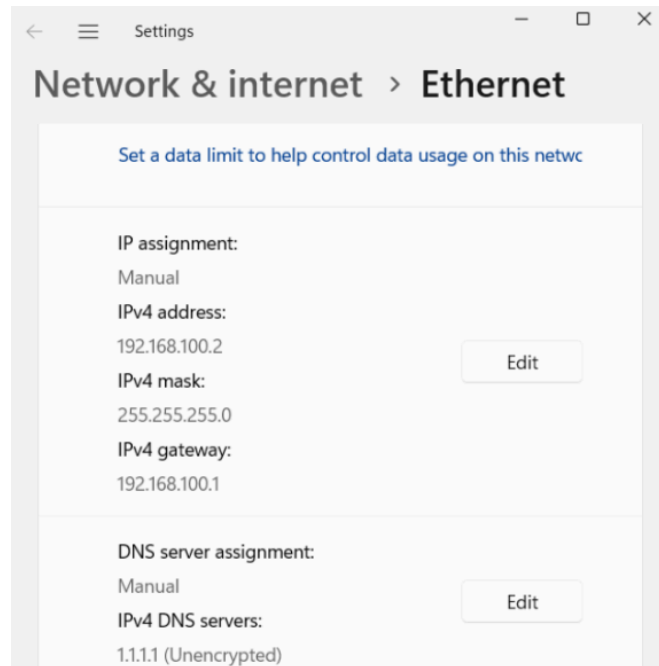 Settings
Network & internet > Ethernet
Set a data limit to help control data usage on this netwc
IP assignment:
Manual
IPv4 address:
192.168.100.2
Edit
IPv4 mask:
255.255.255.0
IPv4 gateway:
192.168.100.1
DNS server assignment:
Manual
Edit
IPv4 DNS servers:
1.1.1.1 (Unencrypted)